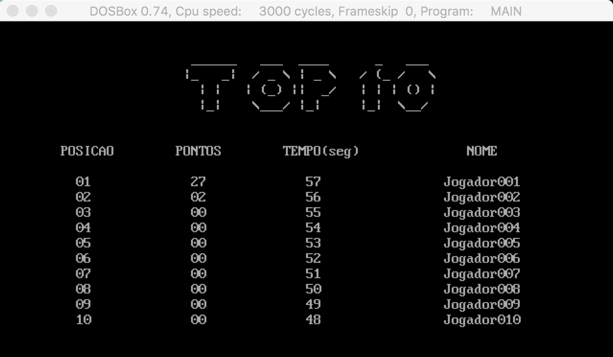 DOSBox 0.74, Cpu speed: 3000 cycles, Frameskip 0, Program: MAIN
TOP 10
POSICAO PONTOS TEMPO(seg) NOME
01 27 57 Jogador001
02 02 56 Jogador002
03 00 55 Jogador003
04 00 54 Jogador004
05 00 53 Jogador005
06 00 52 Jogador006
07 00 51 Jogador007
08 00 50 Jogador008
09 00 49 Jogador009
10 00 48 Jogador010